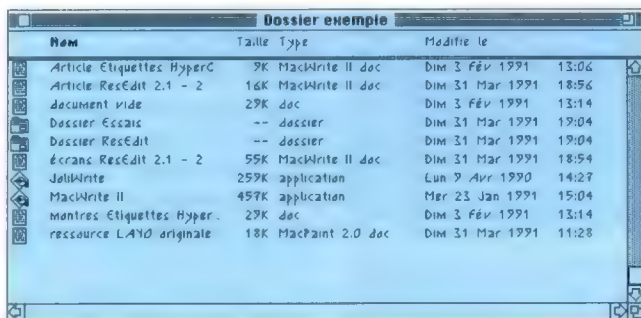 Dossier exemple
Nom Taille Type Modifié le
Article Etiquettes HyperC 9K MacWrite II doc Dim 3 Fév 1991 13:06
Article ResEdit 2.1 - 2 16K MacWrite II doc Dim 31 Mar 1991 18:56
document vide 29K doc Dim 3 Fév 1991 13:14
Dossier Essais -- dossier Dim 31 Mar 1991 19:04
Dossier ResEdit -- dossier Dim 31 Mar 1991 19:04
écrans ResEdit 2.1 - 2 55K MacWrite II doc Dim 31 Mar 1991 18:54
JoliWrite 259K application Lun 9 Avr 1990 14:27
MacWrite II 457K application Mer 23 Jan 1991 15:04
montres Etiquettes Hyper. 29K doc Dim 3 Fév 1991 13:14
ressource LAYO originale 18K MacPaint 2.0 doc Dim 31 Mar 1991 11:28